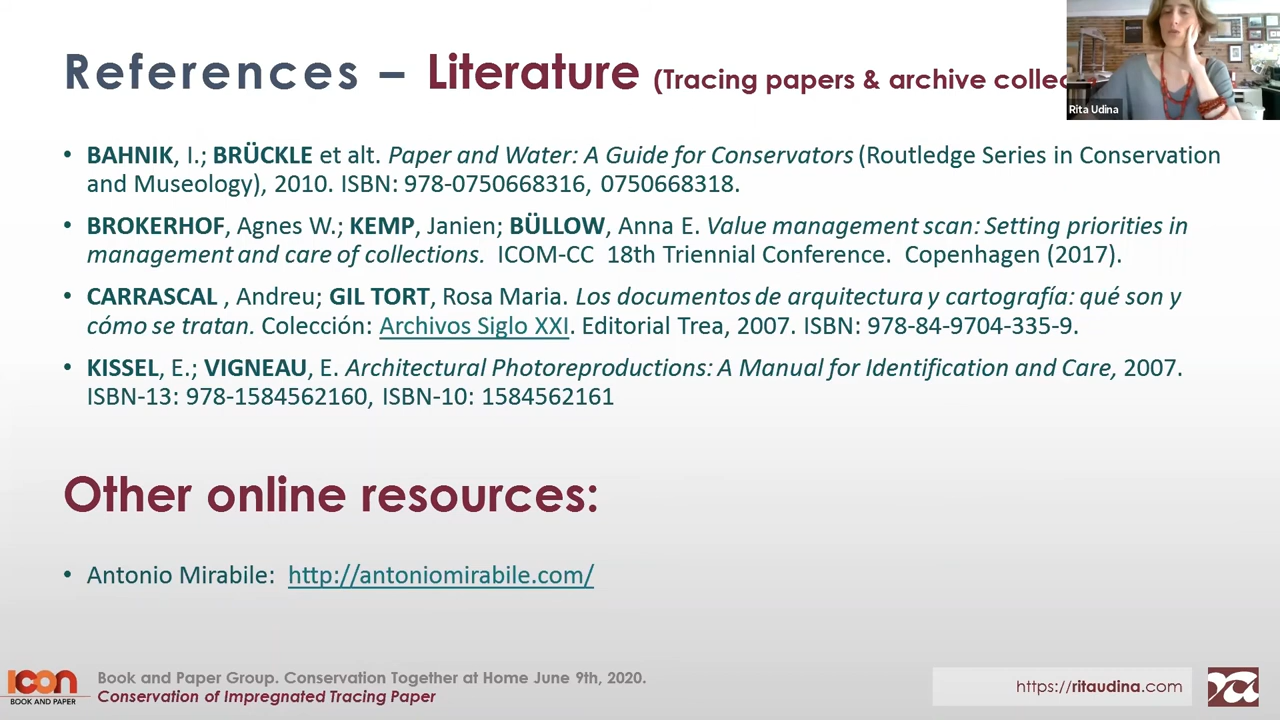 References – Literature (Tracing papers & archive
Rita Udina
• BAHNIK, I.; BRÜCKLE et alt. Paper and Water: A Guide for Conservators (Routledge Series in Conservation
and Museology), 2010. ISBN: 978-0750668316, 0750668318.
• BROKERHOF, Agnes W.; KEMP, Janien; BÜLLOW, Anna E. Value management scan: Setting priorities in
management and care of collections. ICOM-CC 18th Triennial Conference. Copenhagen (2017).
• CARRASCAL , Andreu; GIL TORT, Rosa Maria. Los documentos de arquitectura y cartografía: qué son y
cómo se tratan. Colección: Archivos Siglo XXI. Editorial Trea, 2007. ISBN: 978-84-9704-335-9.
• KISSEL, E.; VIGNEAU, E. Architectural Photoreproductions: A Manual for Identification and Care, 2007.
ISBN-13: 978-1584562160, ISBN-10: 1584562161
Other online resources:
• Antonio Mirabile: http://antoniomirabile.com/
icon
BOOK AND PAPER
Book and Paper Group. Conservation Together at Home June 9th, 2020.
Conservation of Impregnated Tracing Paper
https://ritaudina.com